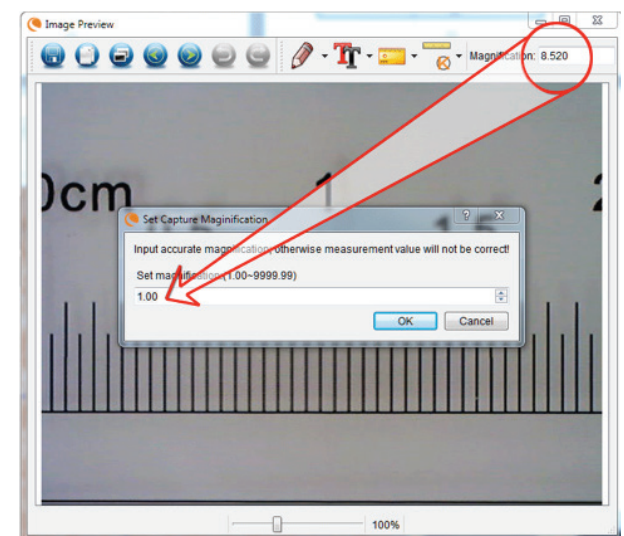 Image Preview
Magnification: 8.520
0cm 1 2
Set Capture Maginification
Input accurate magnification, otherwise measurement value will not be correct!
Set magnification (1.00~9999.99)
1.00
OK Cancel
100%